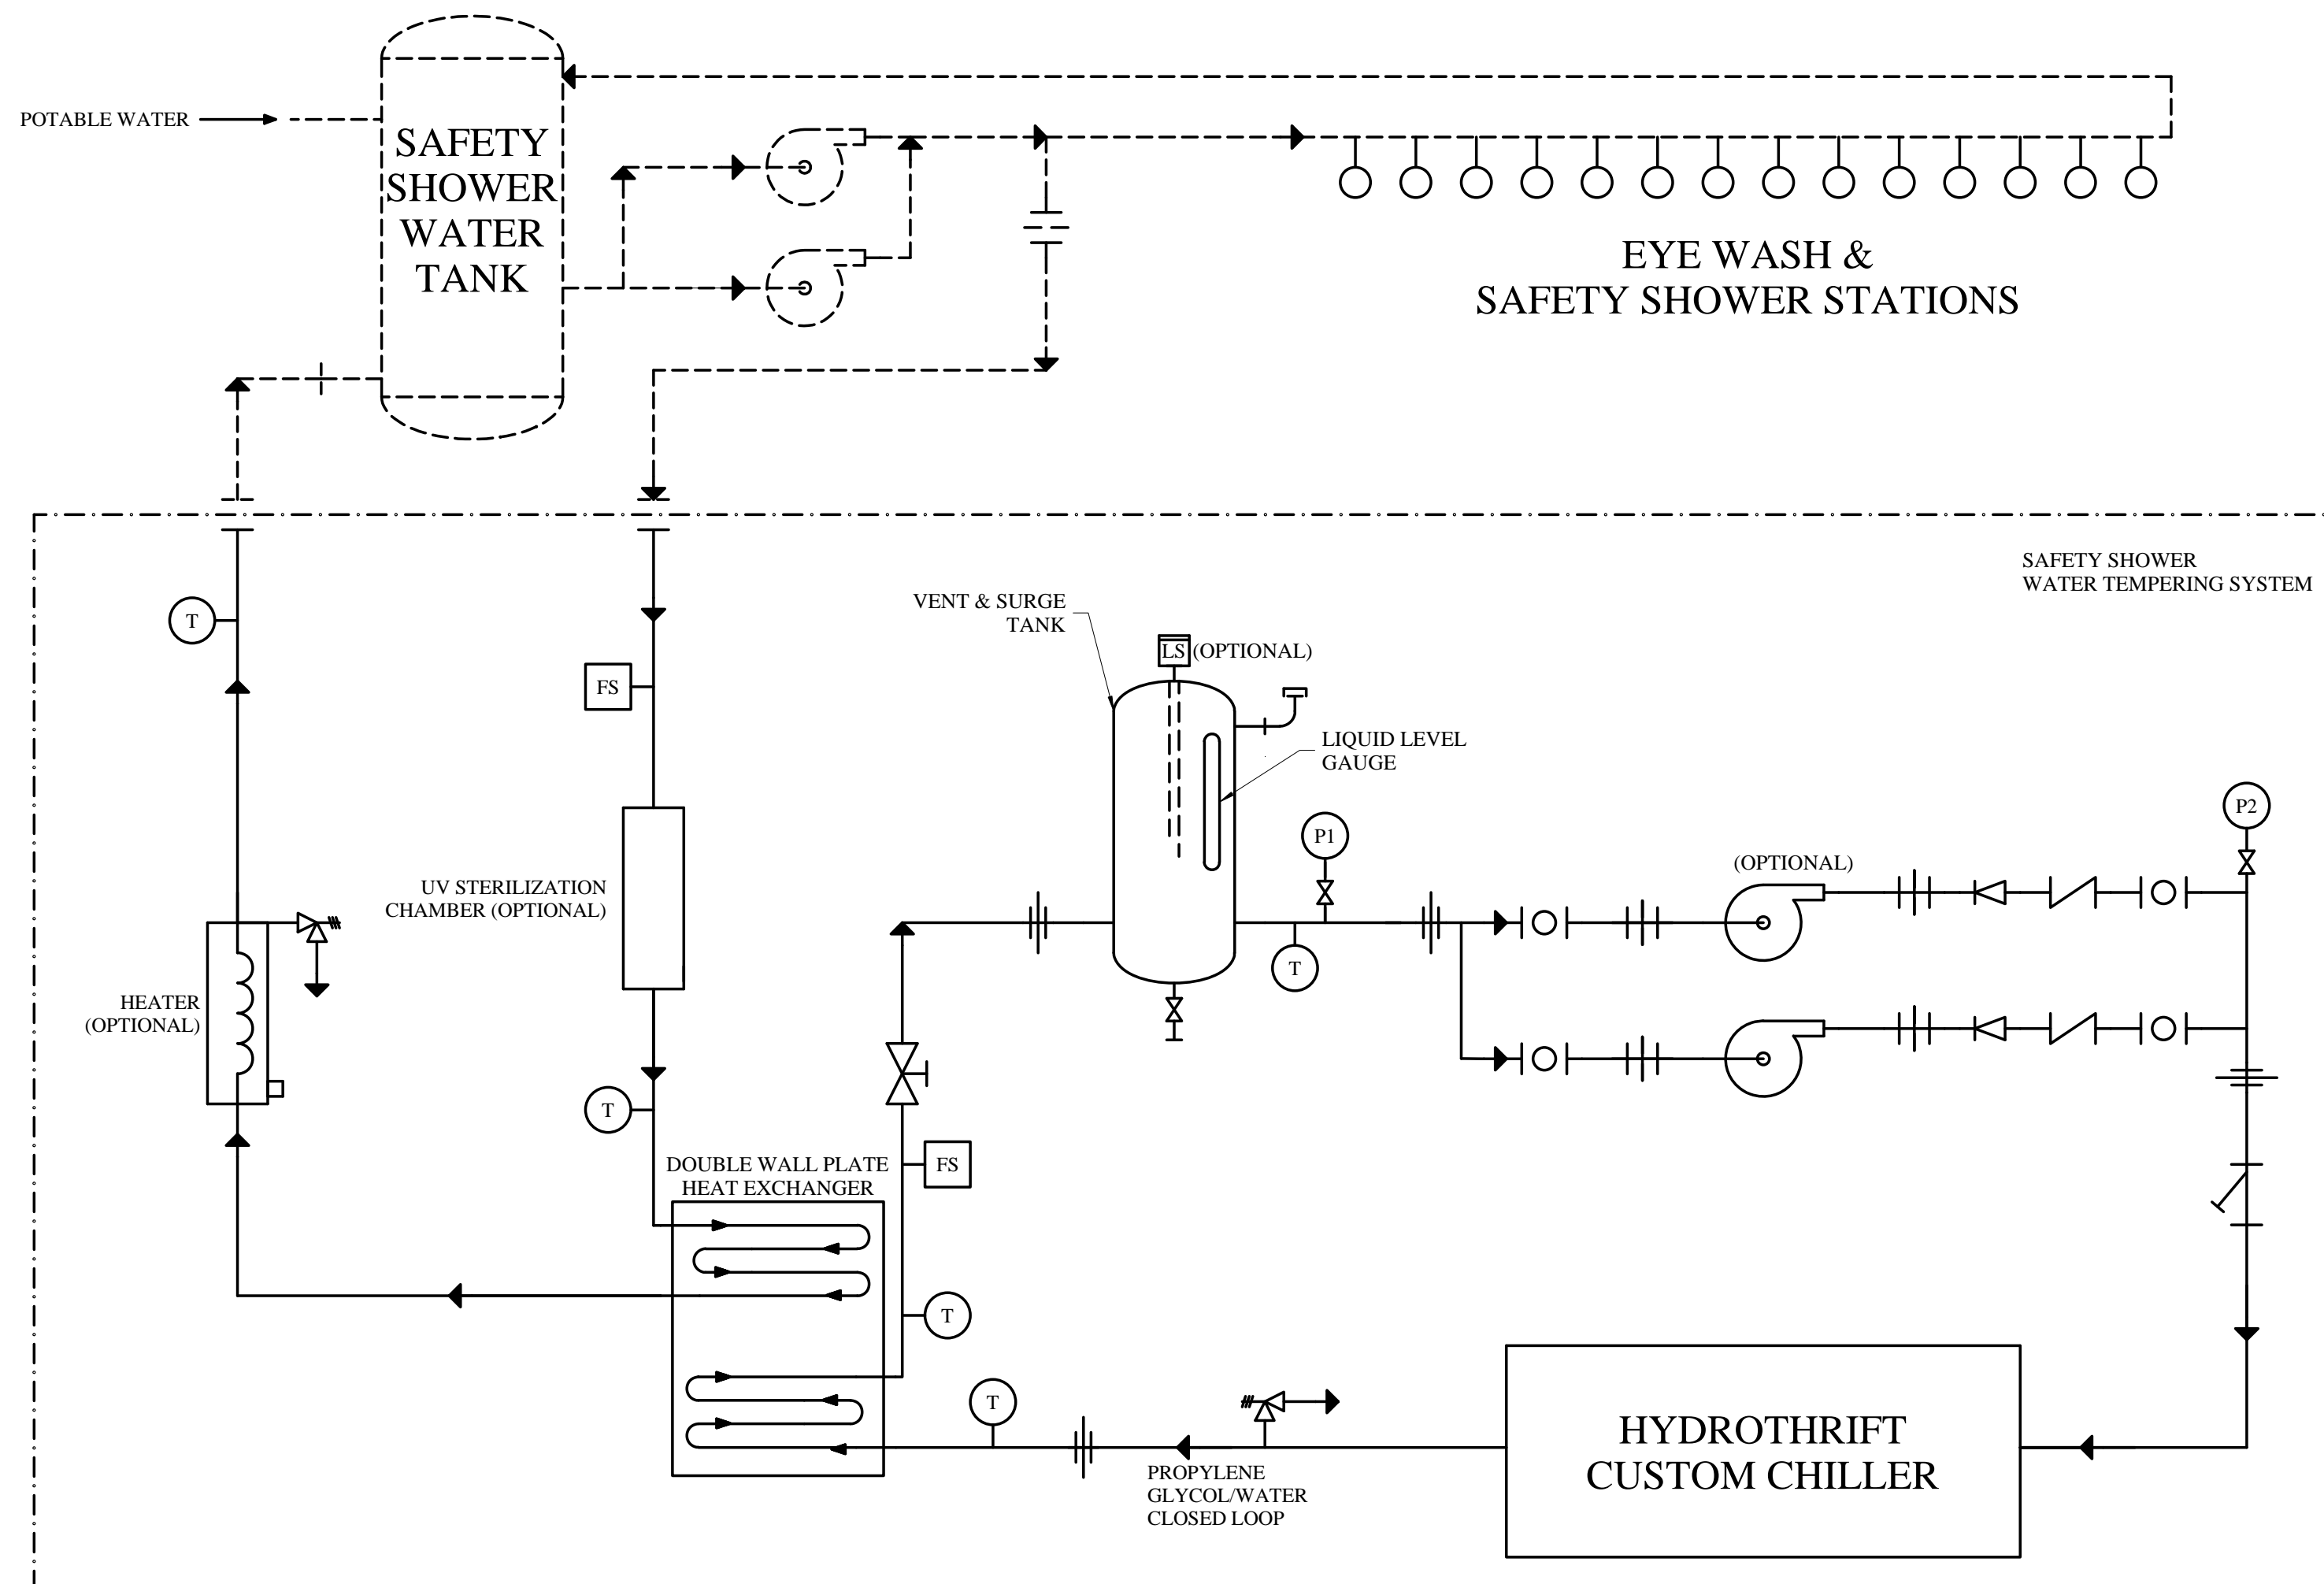 POTABLE WATER
SAFETY
SHOWER
WATER
TANK
EYE WASH &
SAFETY SHOWER STATIONS
SAFETY SHOWER
WATER TEMPERING SYSTEM
T
FS
VENT & SURGE
TANK
LS (OPTIONAL)
LIQUID LEVEL
GAUGE
P1
P2
(OPTIONAL)
UV STERILIZATION
CHAMBER (OPTIONAL)
T
HEATER
(OPTIONAL)
T
DOUBLE WALL PLATE
HEAT EXCHANGER
FS
T
T
PROPYLENE
GLYCOL/WATER
CLOSED LOOP
HYDROTHRIFT
CUSTOM CHILLER